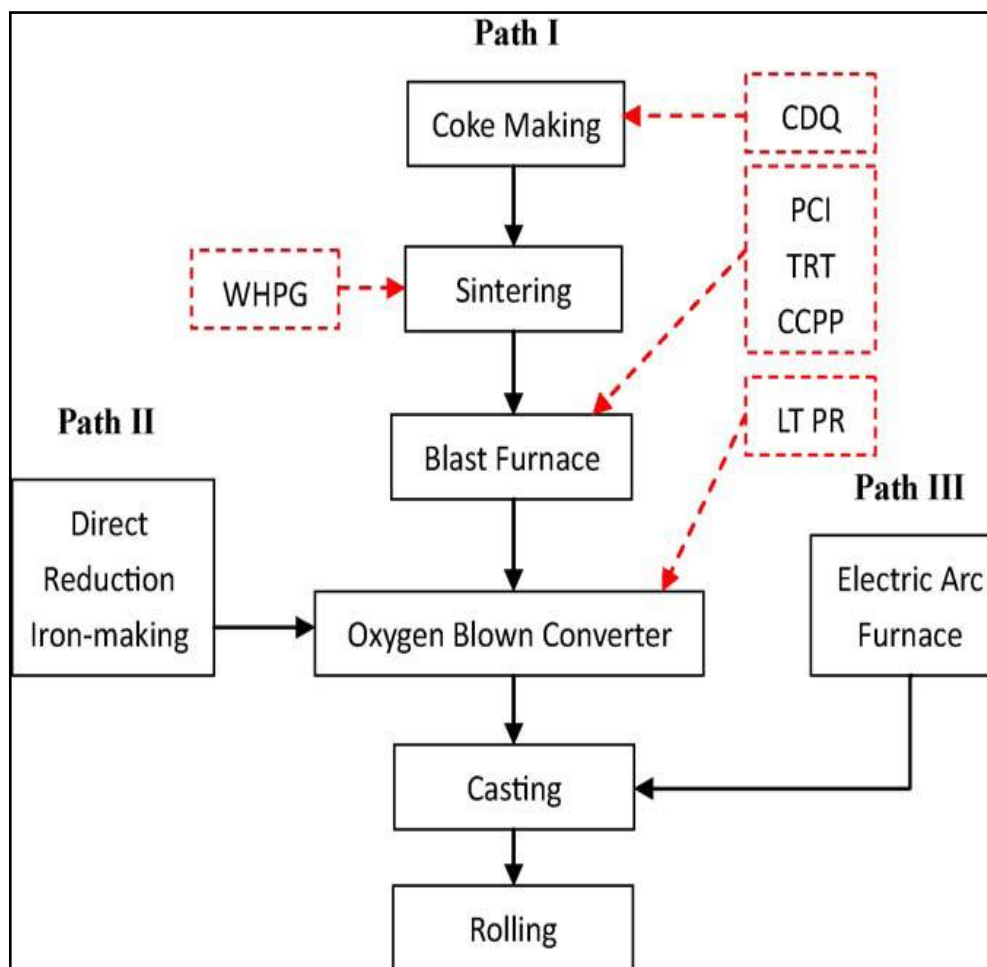 Path I
Coke Making
CDQ
PCI
TRT
CCPP
WHPG
Sintering
LT PR
Path II
Blast Furnace
Path III
Direct
Reduction
Iron-making
Oxygen Blown Converter
Electric Arc
Furnace
Casting
Rolling